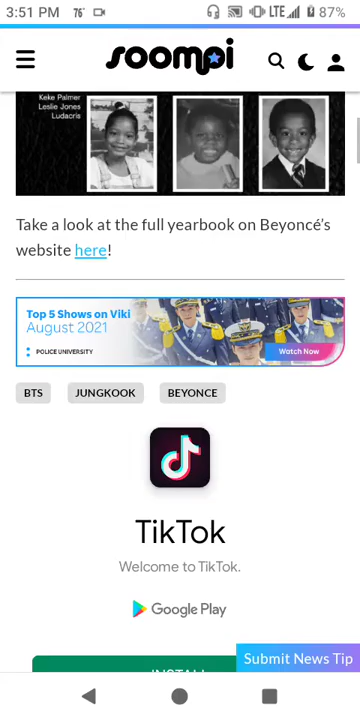 3:51 PM 76° LTE 87%
soompi
Keke Palmer
Leslie Jones
Ludacris
Take a look at the full yearbook on Beyoncé's
website here!
Top 5 Shows on Viki
August 2021
POLICE UNIVERSITY
Watch Now
BTS JUNGKOOK BEYONCE
TikTok
Welcome to TikTok.
Google Play
INSTALL
Submit News Tip